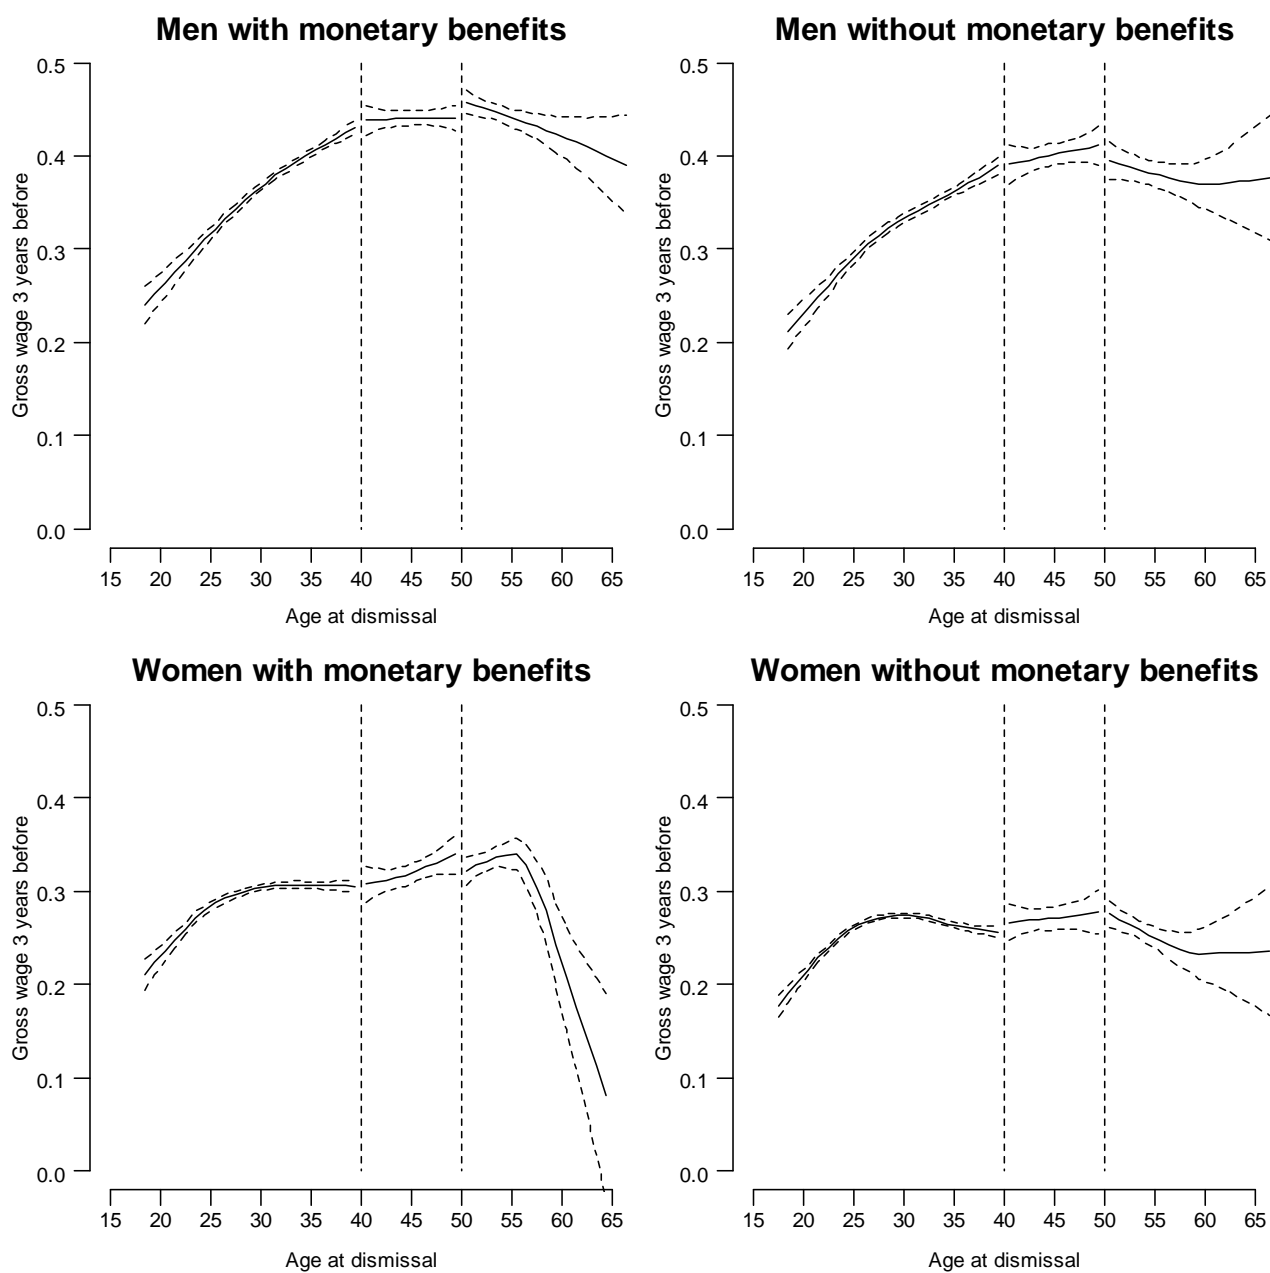 Men with monetary benefits
Gross wage 3 years before
0.5
0.4
0.3
0.2
0.1
0.0
15 20 25 30 35 40 45 50 55 60 65
Age at dismissal
Men without monetary benefits
Gross wage 3 years before
0.5
0.4
0.3
0.2
0.1
0.0
15 20 25 30 35 40 45 50 55 60 65
Age at dismissal
Women with monetary benefits
Gross wage 3 years before
0.5
0.4
0.3
0.2
0.1
0.0
15 20 25 30 35 40 45 50 55 60 65
Age at dismissal
Women without monetary benefits
Gross wage 3 years before
0.5
0.4
0.3
0.2
0.1
0.0
15 20 25 30 35 40 45 50 55 60 65
Age at dismissal